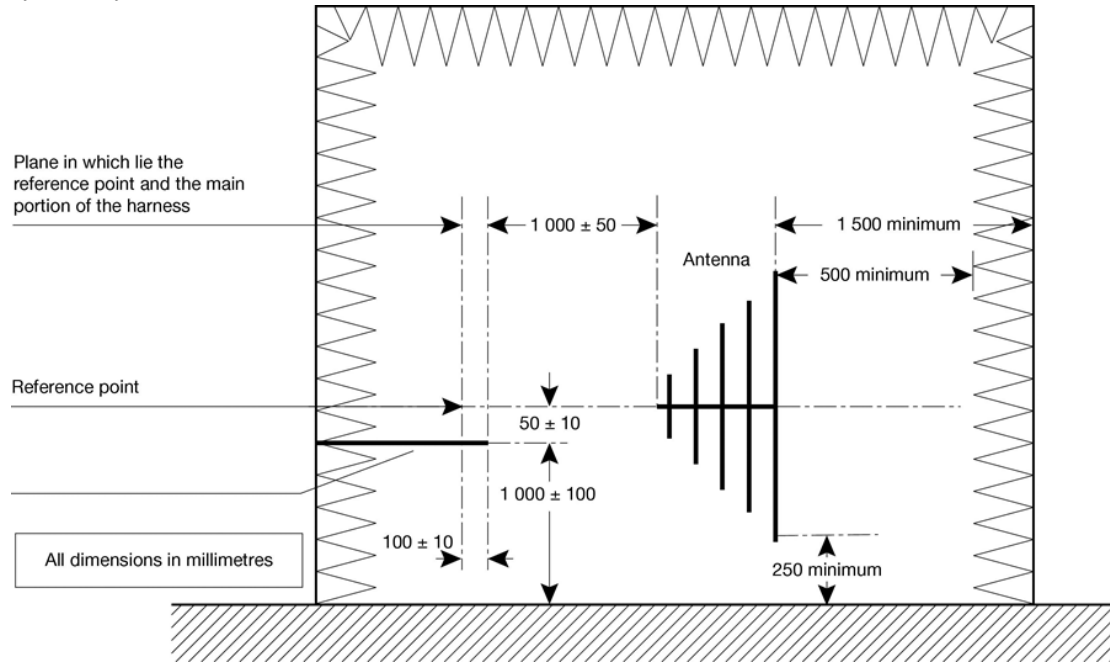 Plane in which lie the
reference point and the main
portion of the harness
1 000 ± 50
1 500 minimum
Antenna
500 minimum
Reference point
50 ± 10
1 000 ± 100
100 ± 10
All dimensions in millimetres
250 minimum